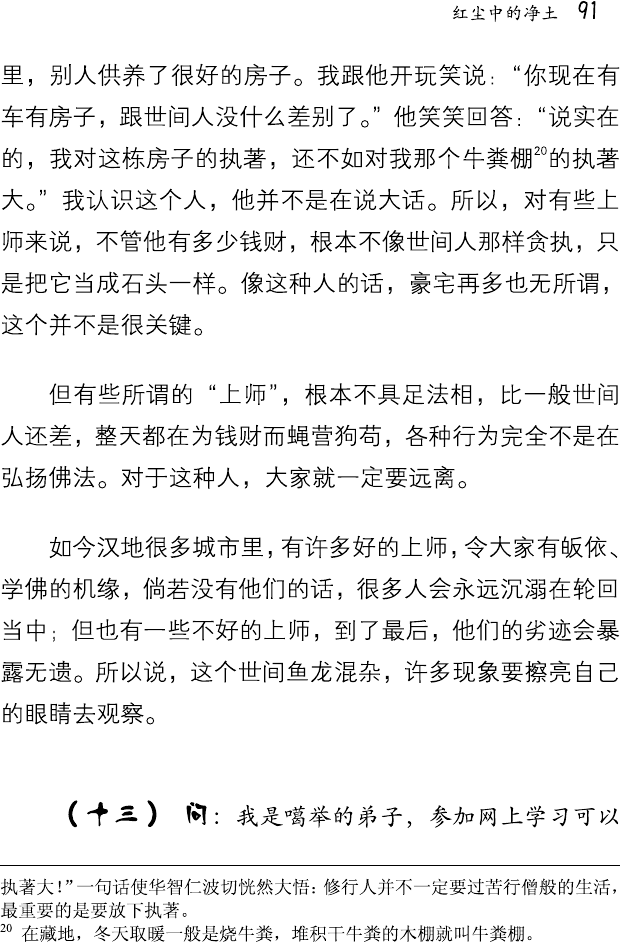 红尘中的净土 91
里，别人供养了很好的房子。我跟他开玩笑说：“你现在有
车有房子，跟世间人没什么差别了。”他笑笑回答：“说实在
的，我对这栋房子的执著，还不如对我那个牛粪棚20的执著
大。”我认识这个人，他并不是在说大话。所以，对有些上
师来说，不管他有多少钱财，根本不像世间人那样贪执，只
是把它当成石头一样。像这种人的话，豪宅再多也无所谓，
这个并不是很关键。
但有些所谓的“上师”，根本不具足法相，比一般世间
人还差，整天都在为钱财而蝇营狗苟，各种行为完全不是在
弘扬佛法。对于这种人，大家就一定要远离。
如今汉地很多城市里，有许多好的上师，令大家有皈依、
学佛的机缘，倘若没有他们的话，很多人会永远沉溺在轮回
当中；但也有一些不好的上师，到了最后，他们的劣迹会暴
露无遗。所以说，这个世间鱼龙混杂，许多现象要擦亮自己
的眼睛去观察。
（十三） 问：我是噶举的弟子，参加网上学习可以
执著大！”一句话使华智仁波切恍然大悟：修行人并不一定要过苦行僧般的生活，
最重要的是要放下执著。
20 在藏地，冬天取暖一般是烧牛粪，堆积干牛粪的木棚就叫牛粪棚。